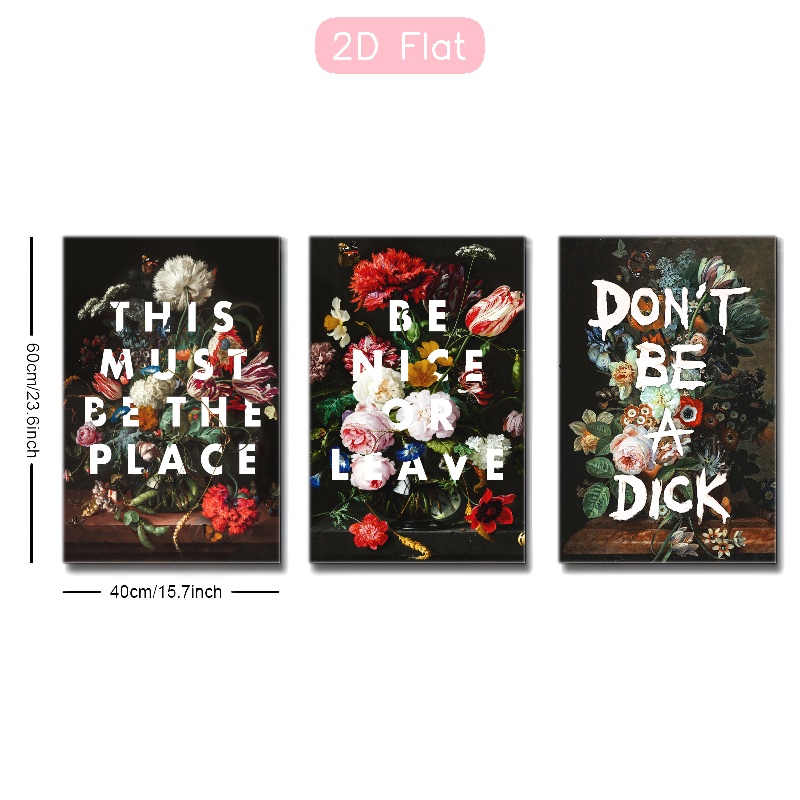 2D Flat
60cm/23.6inch
THIS
MUST
BE THE
PLACE
BE
NICE
OR
LEAVE
DON'T
BE
A
DICK
40cm/15.7inch